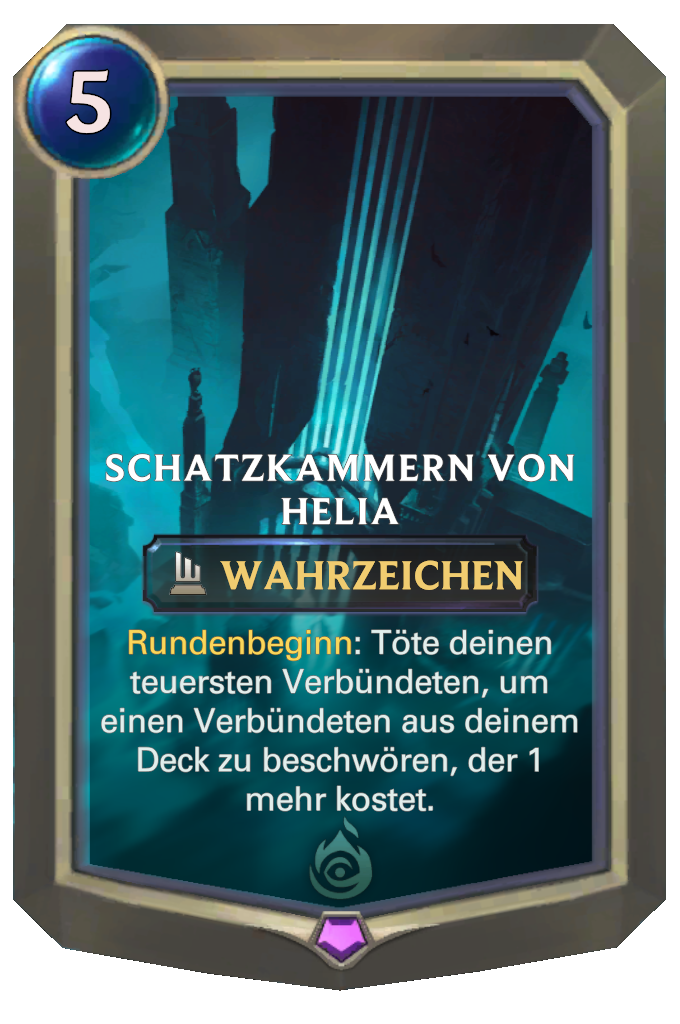 5
SCHATZKAMMERN VON
HELIA
WAHRZEICHEN
Rundenbeginn: Töte deinen
teuersten Verbündeten, um
einen Verbündeten aus deinem
Deck zu beschwören, der 1
mehr kostet.